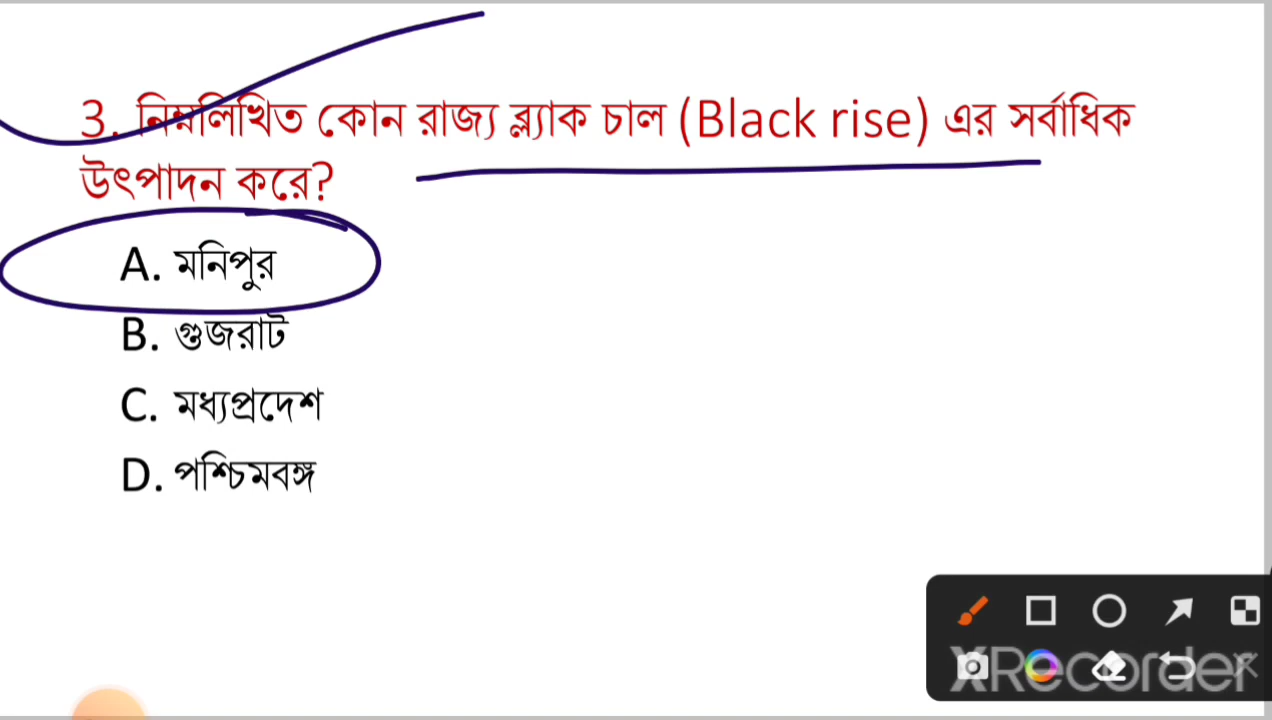 3. নিম্নলিখিত কোন রাজ্য ব্ল্যাক চাল (Black rise) এর সর্বাধিক
উৎপাদন করে?
A. মনিপুর
B. গুজরাট
C. মধ্যপ্রদেশ
D. পশ্চিমবঙ্গ
XRecorder